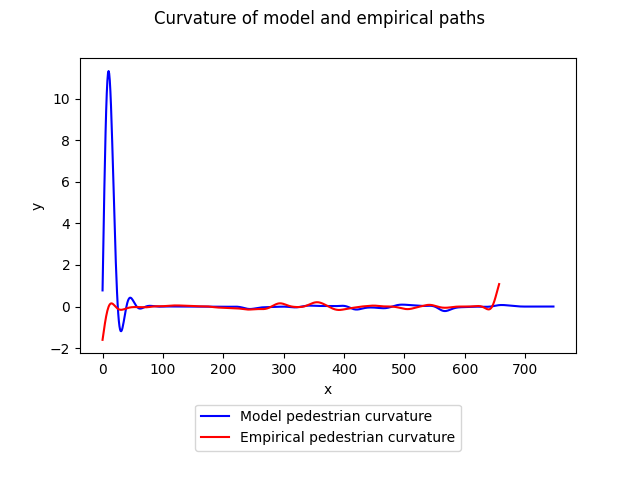 Curvature of model and empirical paths
10
8
6
4
2
0
−2
y
0 100 200 300 400 500 600 700
x
Model pedestrian curvature
Empirical pedestrian curvature